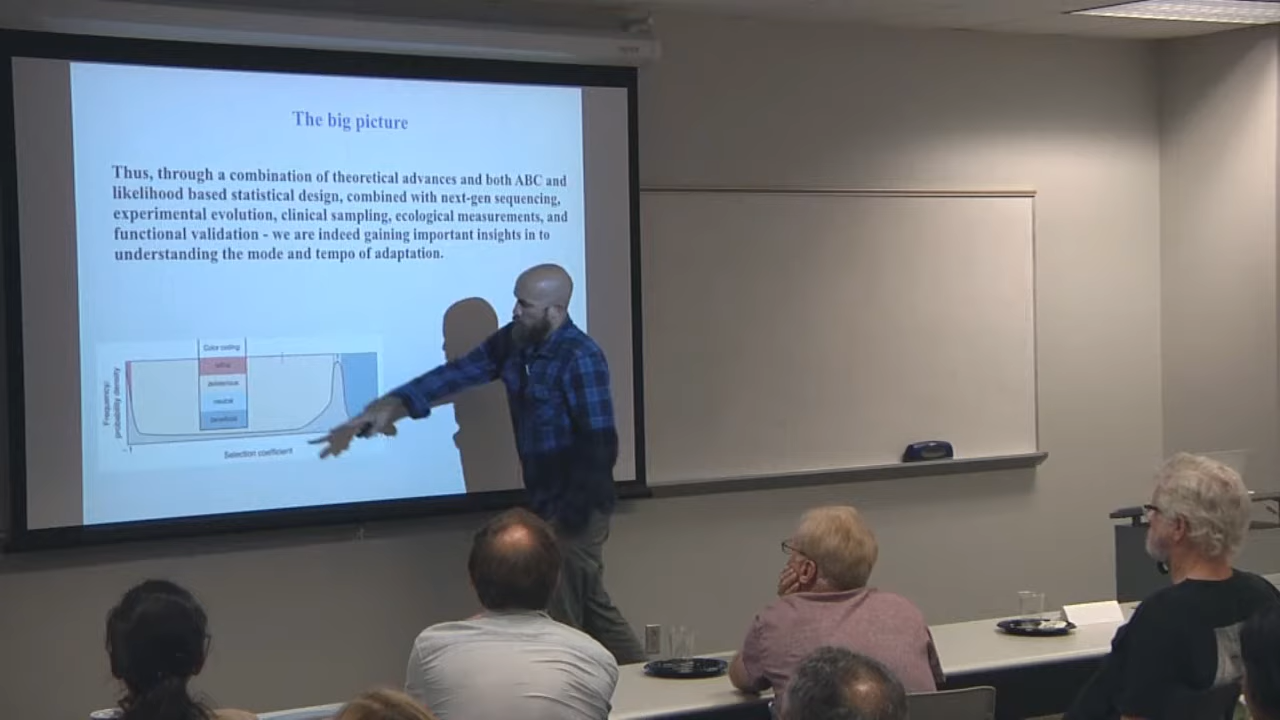 The big picture
Thus, through a combination of theoretical advances and both ABC and
likelihood based statistical design, combined with next-gen sequencing,
experimental evolution, clinical sampling, ecological measurements, and
functional validation - we are indeed gaining important insights in to
understanding the mode and tempo of adaptation.
Color coding
lethal
deleterious
neutral
beneficial
Frequency:
probability density
-1
Selection coefficient